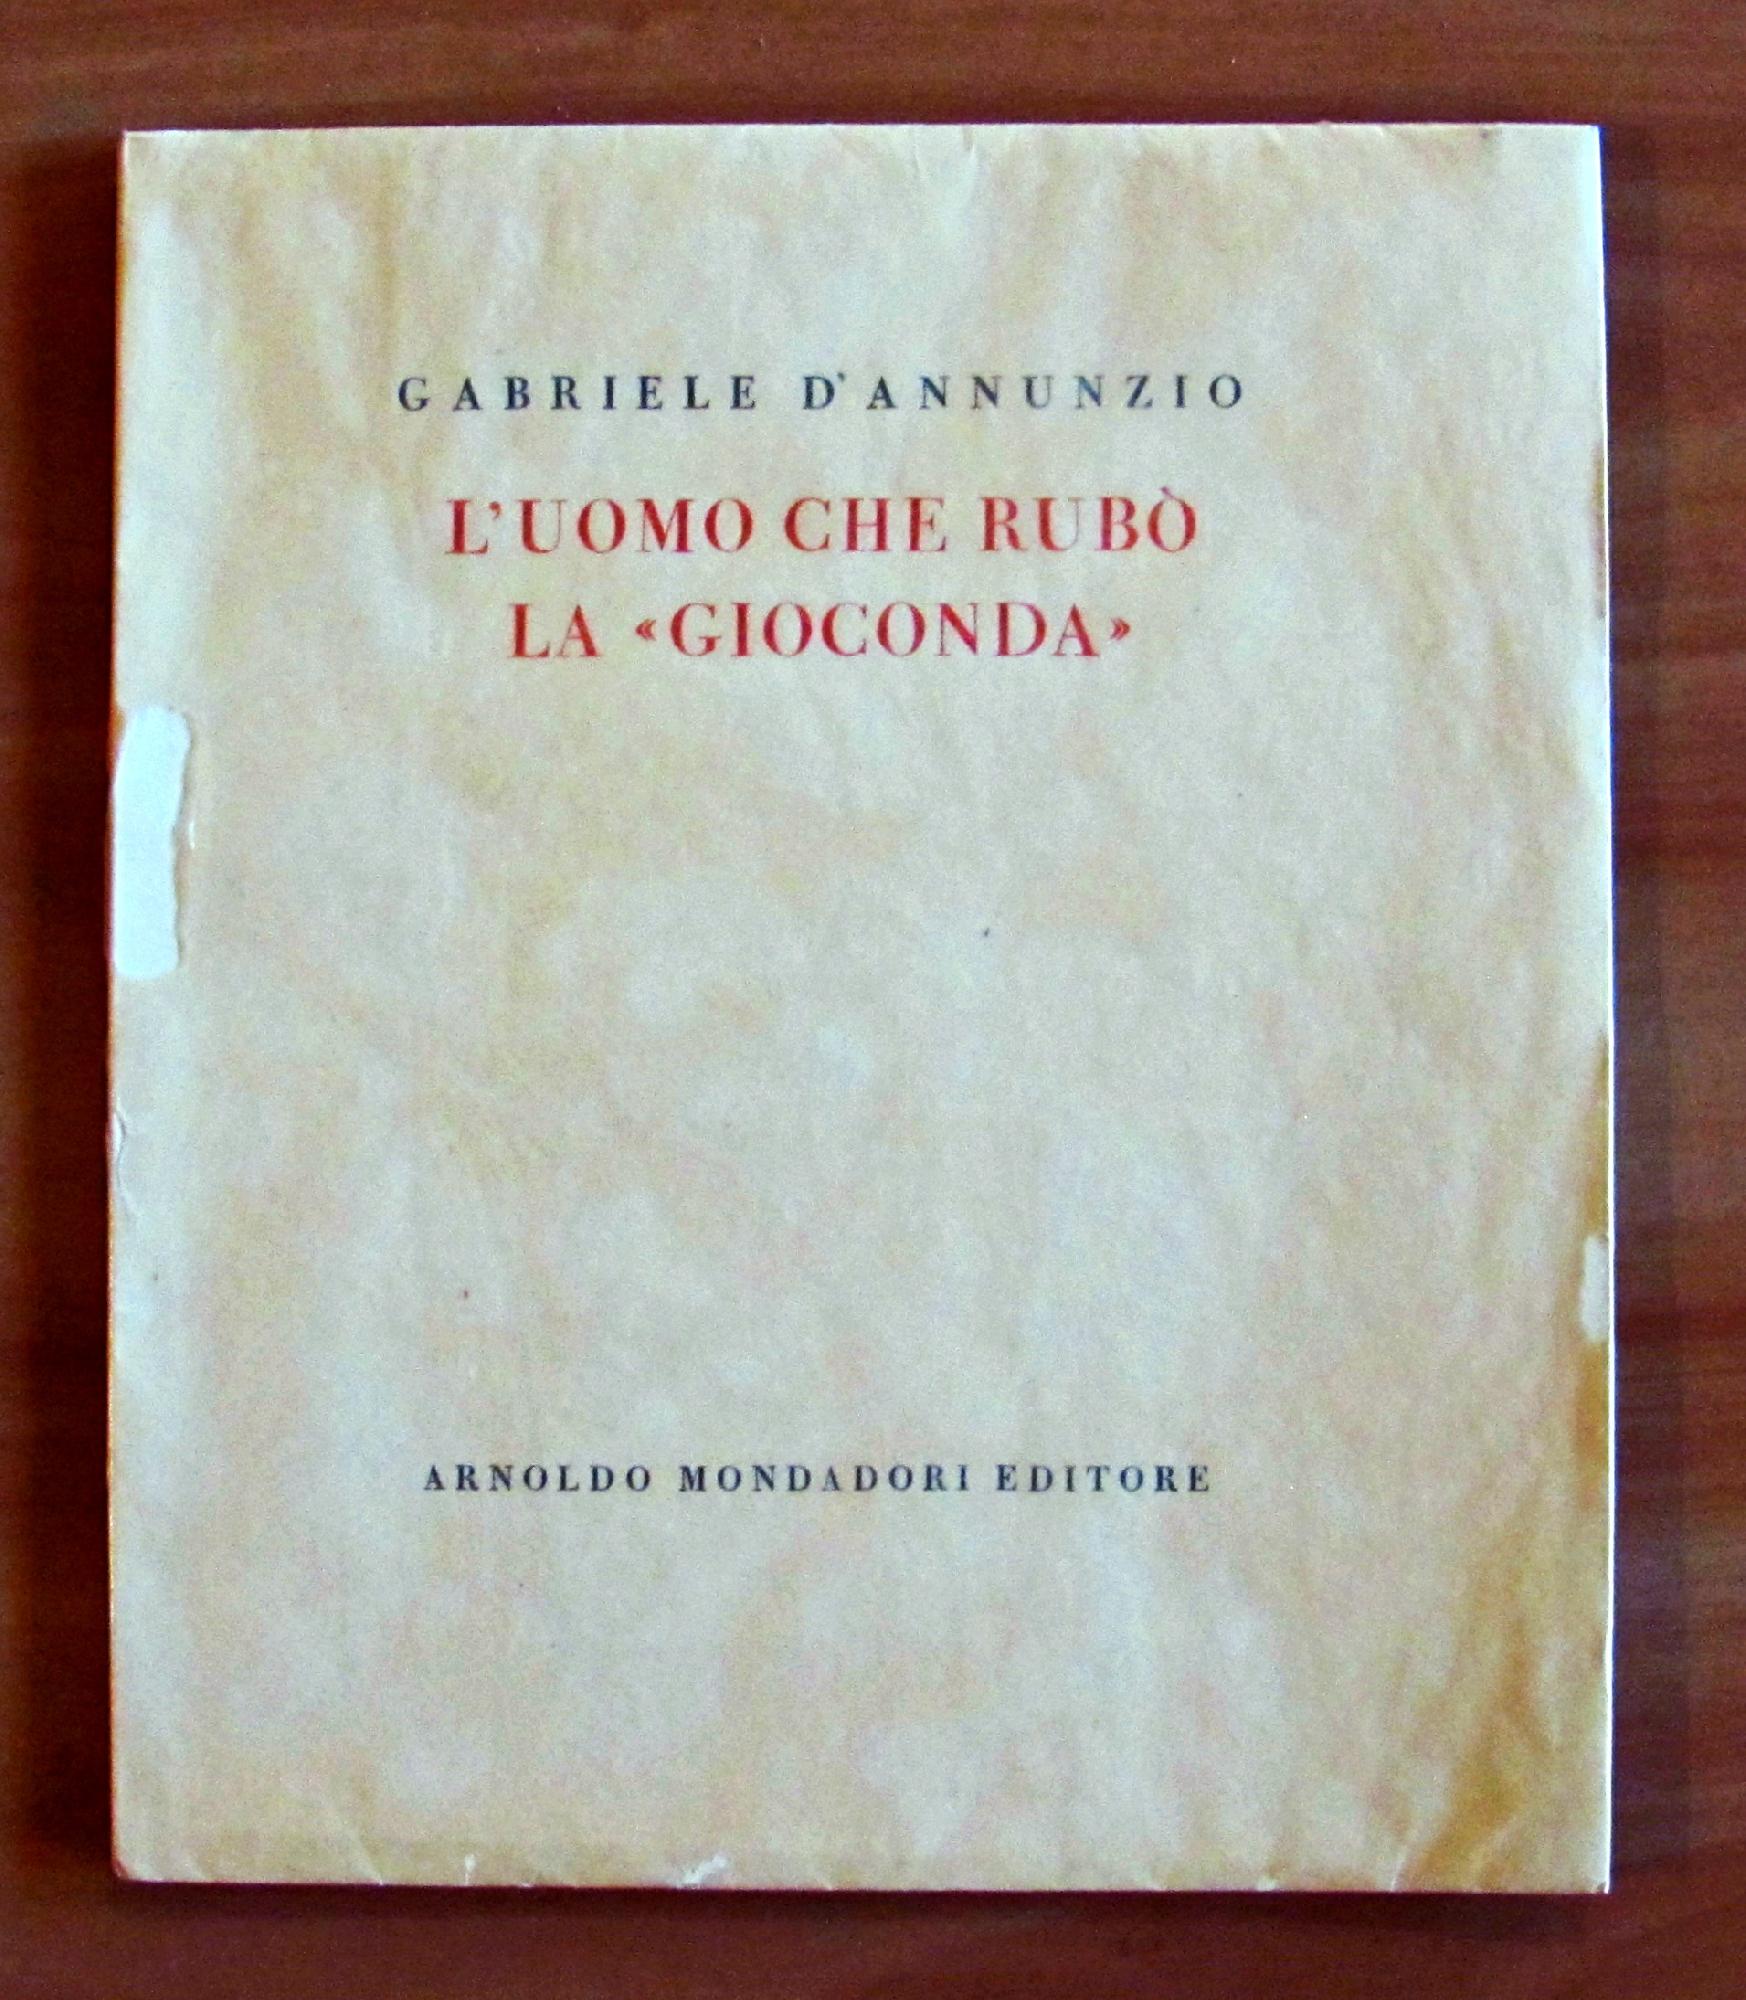 GABRIELE D'ANNUNZIO
L'UOMO CHE RUBÒ
LA «GIOCONDA»
ARNOLDO MONDADORI EDITORE